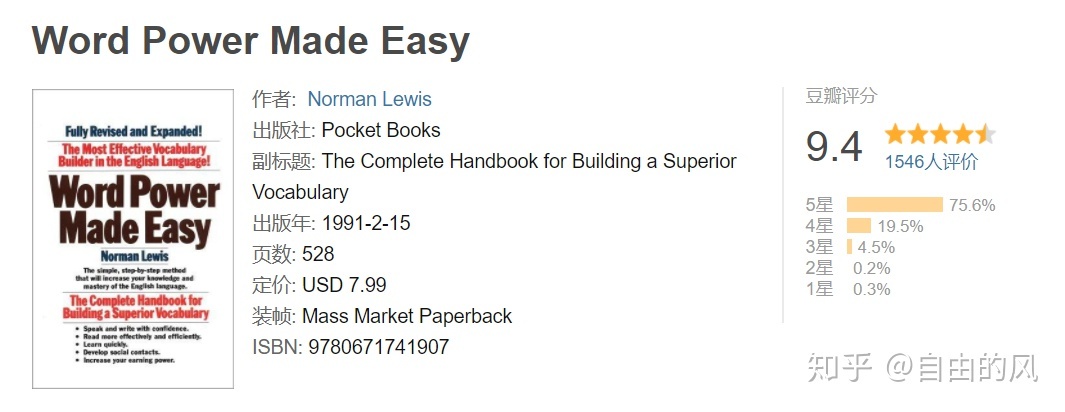 Word Power Made Easy
Fully Revised and Expanded!
The Most Effective Vocabulary
Builder in the English Language!
Word Power
Made Easy
Norman Lewis
The simple, step-by-step method
that will increase your knowledge and
mastery of the English language.
The Complete Handbook for
Building a Superior Vocabulary
• Speak and write with confidence.
• Read more effectively and efficiently.
• Learn quickly.
• Develop social contacts.
• Increase your earning power.
作者: Norman Lewis
出版社: Pocket Books
副标题: The Complete Handbook for Building a Superior
Vocabulary
出版年: 1991-2-15
页数: 528
定价: USD 7.99
装帧: Mass Market Paperback
ISBN: 9780671741907
豆瓣评分
9.4
1546人评价
5星 75.6%
4星 19.5%
3星 4.5%
2星 0.2%
1星 0.3%
知乎 @自由的风